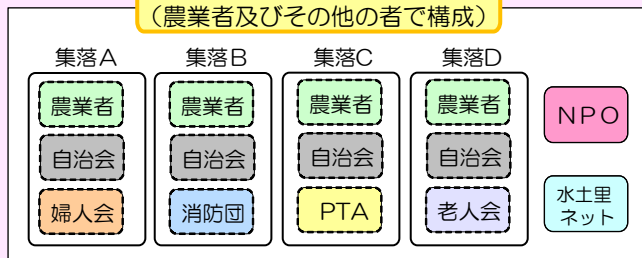 （農業者及びその他の者で構成）
集落A
農業者
自治会
婦人会
集落B
農業者
自治会
消防団
集落C
農業者
自治会
PTA
集落D
農業者
自治会
老人会
NPO
水土里
ネット